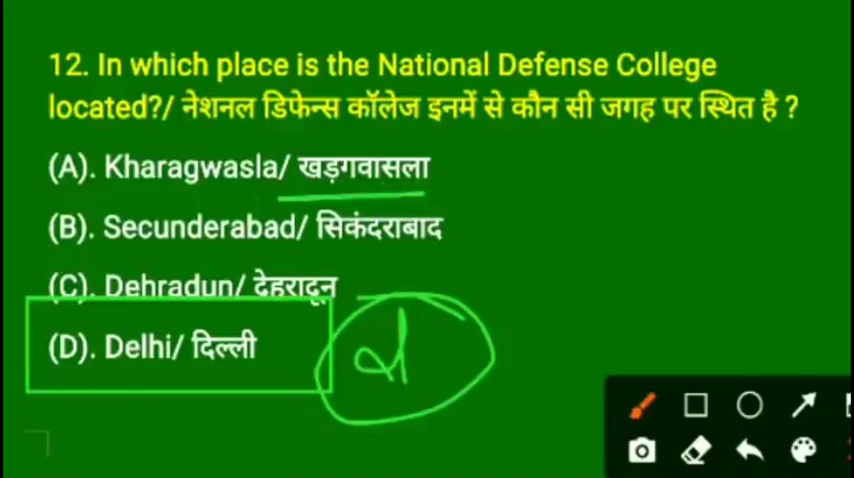 12. In which place is the National Defense College
located?/ नेशनल डिफेन्स कॉलेज इनमें से कौन सी जगह पर स्थित है ?
(A). Kharagwasla/ खड़गवासला
(B). Secunderabad/ सिकंदराबाद
(C). Dehradun/ देहरादून
(D). Delhi/ दिल्ली